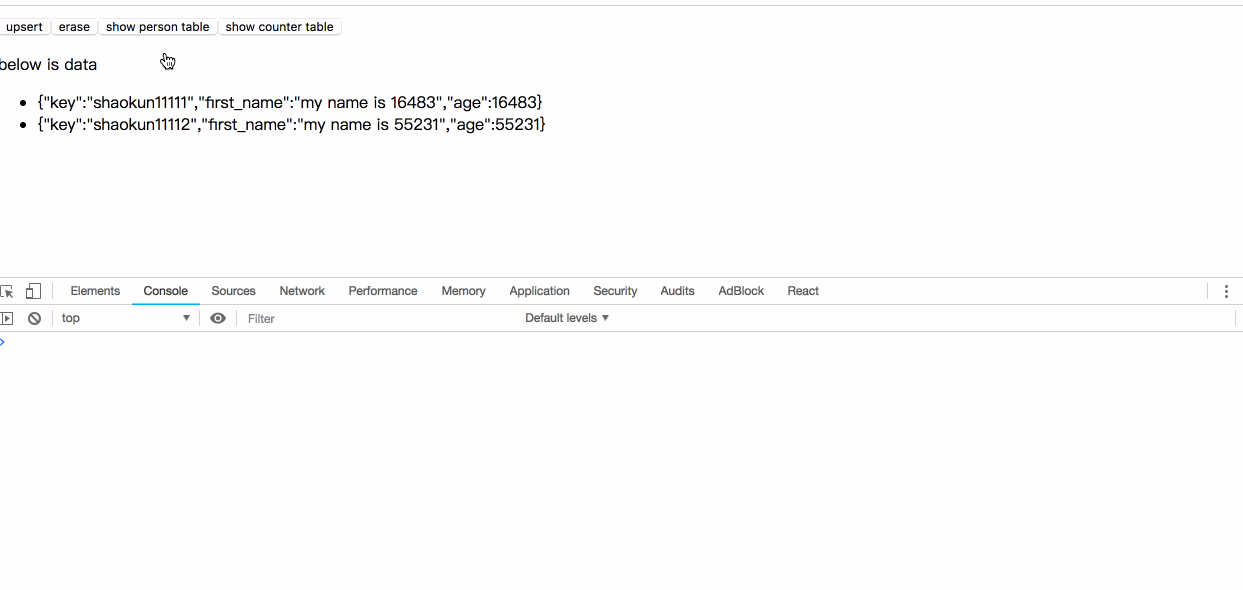 upsert erase show person table show counter table
below is data
{"key":"shaokun11111","first_name":"my name is 16483","age":16483}
{"key":"shaokun11112","first_name":"my name is 55231","age":55231}
Elements Console Sources Network Performance Memory Application Security Audits AdBlock React
top Filter Default levels